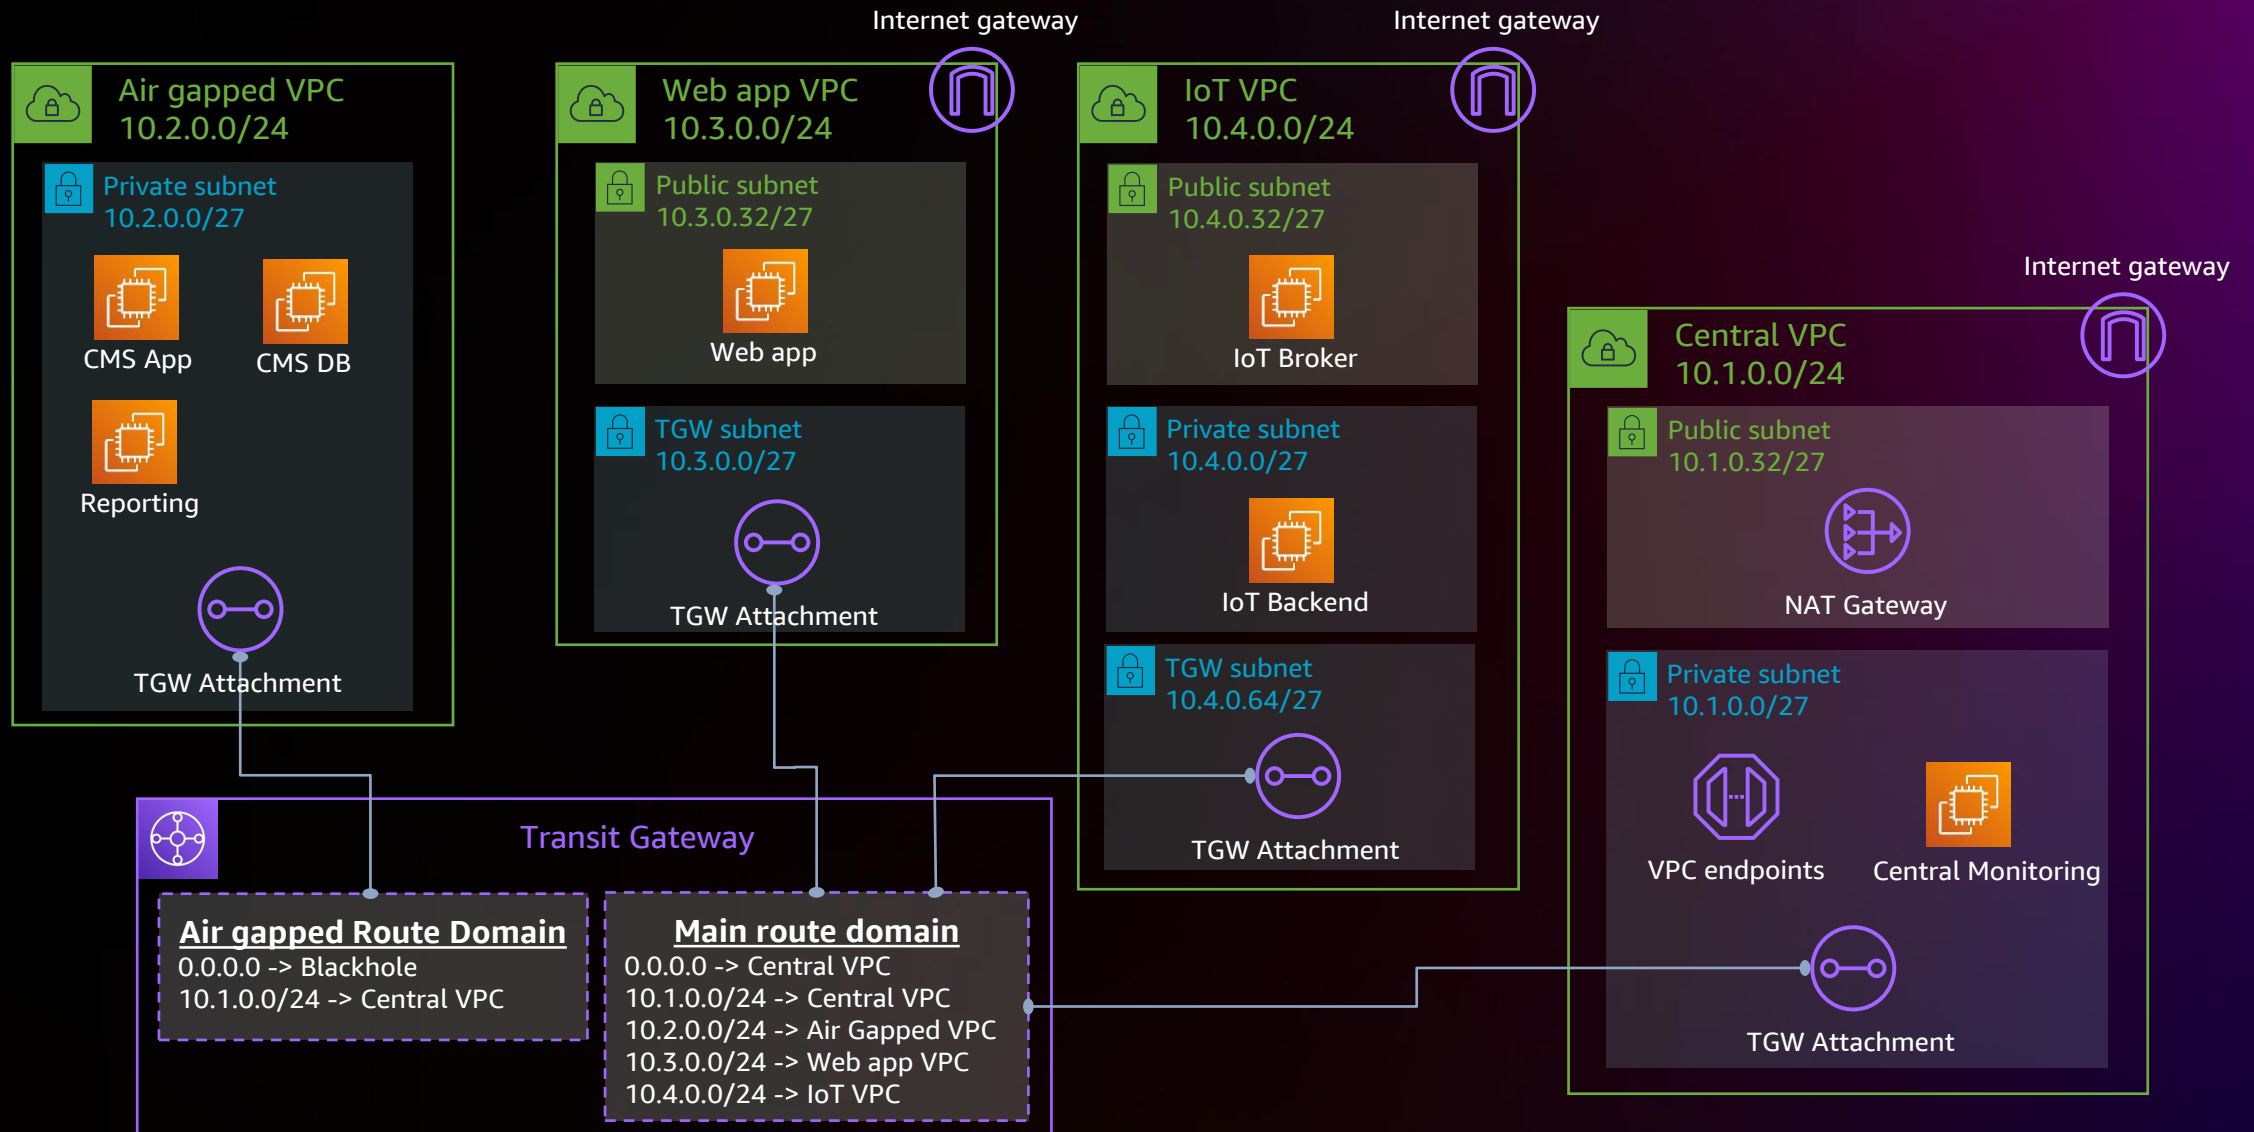 Internet gateway
Internet gateway
Air gapped VPC
10.2.0.0/24
Private subnet
10.2.0.0/27
CMS App
CMS DB
Reporting
TGW Attachment
Web app VPC
10.3.0.0/24
Public subnet
10.3.0.32/27
Web app
TGW subnet
10.3.0.0/27
TGW Attachment
IoT VPC
10.4.0.0/24
Public subnet
10.4.0.32/27
IoT Broker
Private subnet
10.4.0.0/27
IoT Backend
TGW subnet
10.4.0.64/27
TGW Attachment
Internet gateway
Central VPC
10.1.0.0/24
Public subnet
10.1.0.32/27
NAT Gateway
Private subnet
10.1.0.0/27
VPC endpoints
Central Monitoring
TGW Attachment
Transit Gateway
Air gapped Route Domain
0.0.0.0 -> Blackhole
10.1.0.0/24 -> Central VPC
Main route domain
0.0.0.0 -> Central VPC
10.1.0.0/24 -> Central VPC
10.2.0.0/24 -> Air Gapped VPC
10.3.0.0/24 -> Web app VPC
10.4.0.0/24 -> IoT VPC